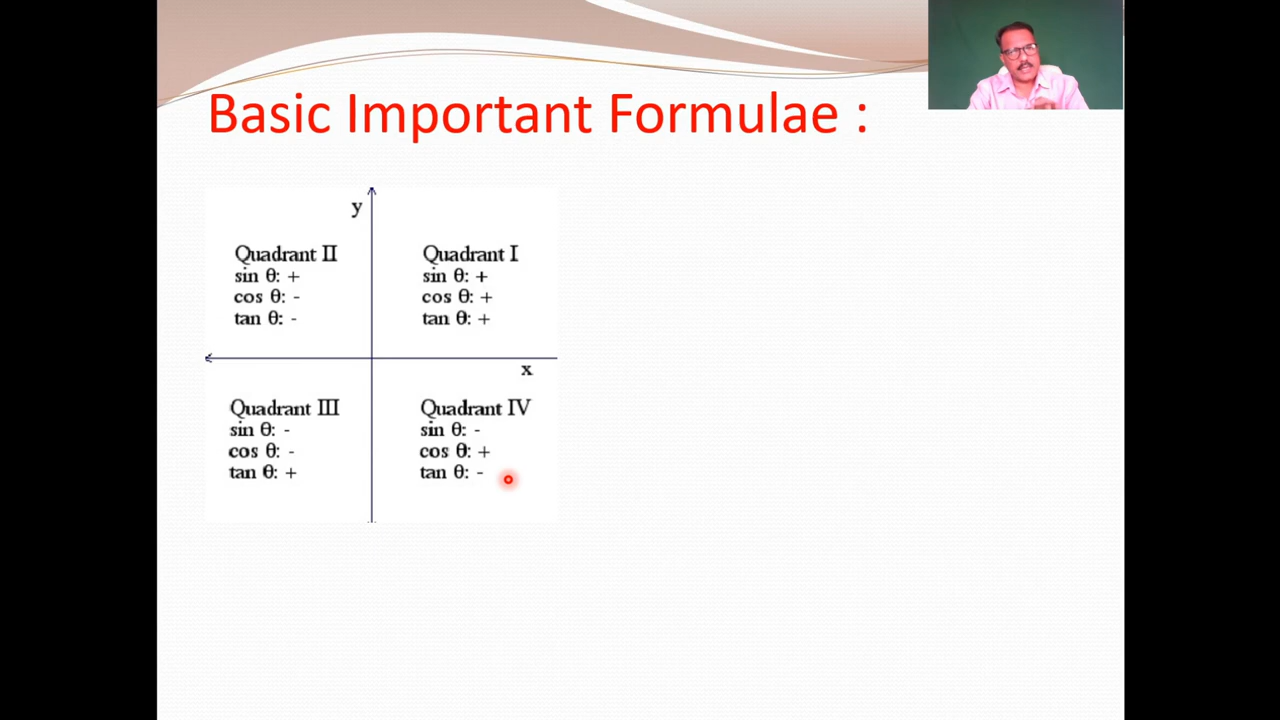 Basic Important Formulae :
y
Quadrant II
sin θ: +
cos θ: -
tan θ: -
Quadrant I
sin θ: +
cos θ: +
tan θ: +
x
Quadrant III
sin θ: -
cos θ: -
tan θ: +
Quadrant IV
sin θ: -
cos θ: +
tan θ: -